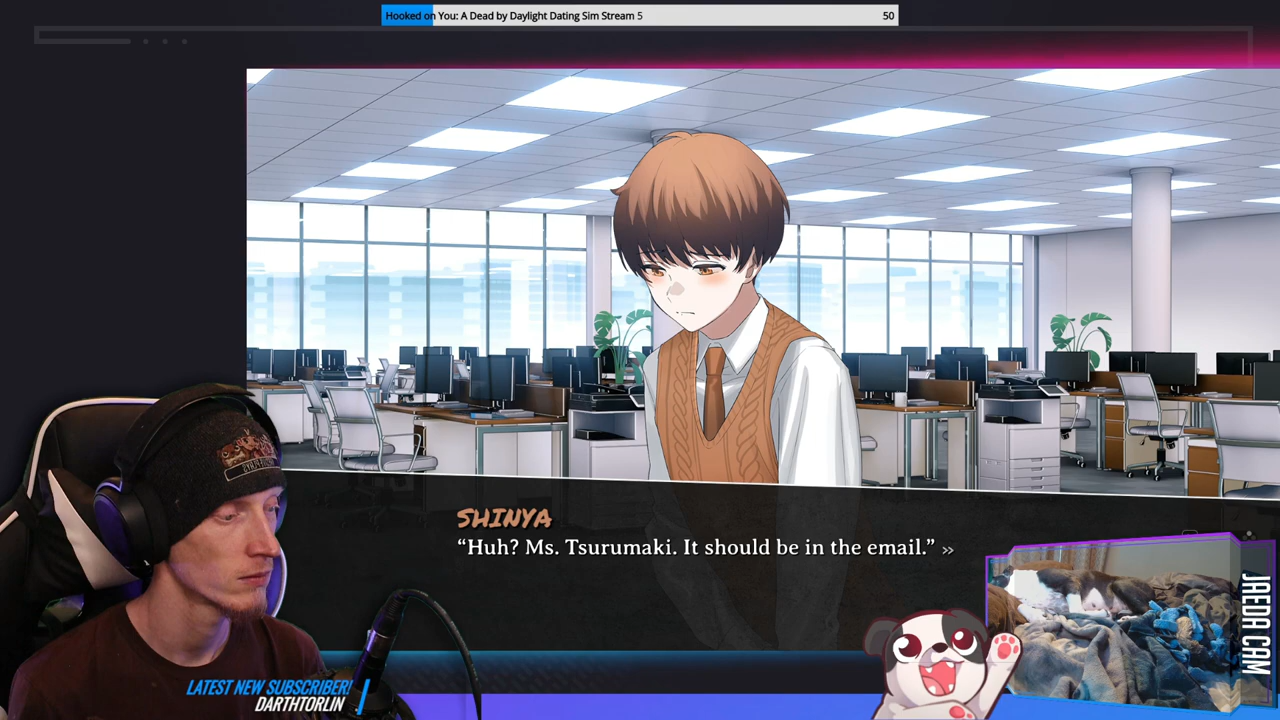 Hooked on You: A Dead by Daylight Dating Sim Stream 5
50
SHINYA
“Huh? Ms. Tsurumaki. It should be in the email.” »
JAEDA CAM
LATEST NEW SUBSCRIBER!
DARTHTORLIN